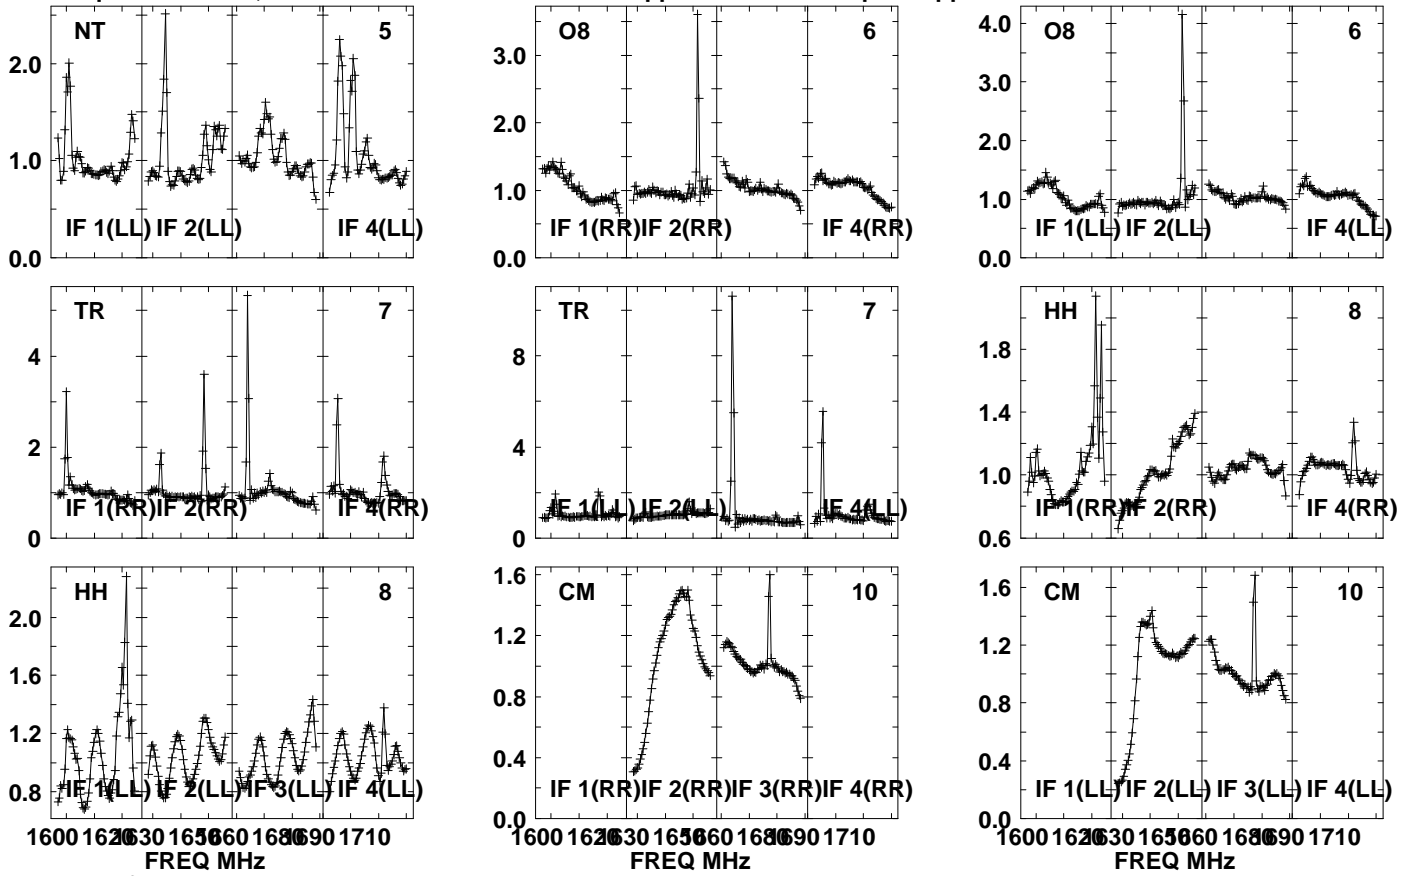 NT 5
2.0
1.0
0.0
IF 1(LL) IF 2(LL) IF 4(LL)
O8 6
3.0
2.0
1.0
0.0
IF 1(RR) IF 2(RR) IF 4(RR)
O8 6
4.0
3.0
2.0
1.0
0.0
IF 1(LL) IF 2(LL) IF 4(LL)
TR 7
4
2
0
IF 1(RR) IF 2(RR) IF 4(RR)
TR 7
8
4
0
IF 1(LL) IF 2(LL) IF 4(LL)
HH 8
1.8
1.4
1.0
0.6
IF 1(RR) IF 2(RR) IF 4(RR)
HH 8
2.0
1.6
1.2
0.8
IF 1(LL) IF 2(LL) IF 3(LL) IF 4(LL)
1600 1620 1630 1650 1660 1680 1690 1710
FREQ MHz
CM 10
1.6
1.2
0.8
0.4
0.0
IF 1(RR) IF 2(RR) IF 3(RR) IF 4(RR)
1600 1620 1630 1650 1660 1680 1690 1710
FREQ MHz
CM 10
1.6
1.2
0.8
0.4
0.0
IF 1(LL) IF 2(LL) IF 3(LL) IF 4(LL)
1600 1620 1630 1650 1660 1680 1690 1710
FREQ MHz